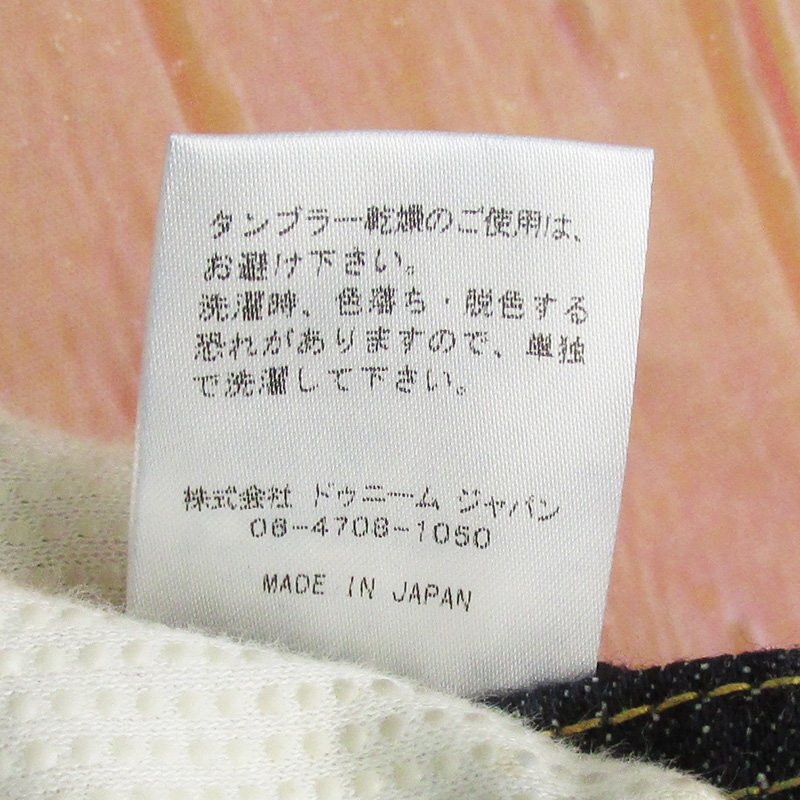 タンブラー乾燥のご使用は、
お避け下さい。
洗濯時、色落ち・脱色する
恐れがありますので、単独
で洗濯して下さい。
株式会社 ドゥニーム ジャパン
06-4708-1050
MADE IN JAPAN